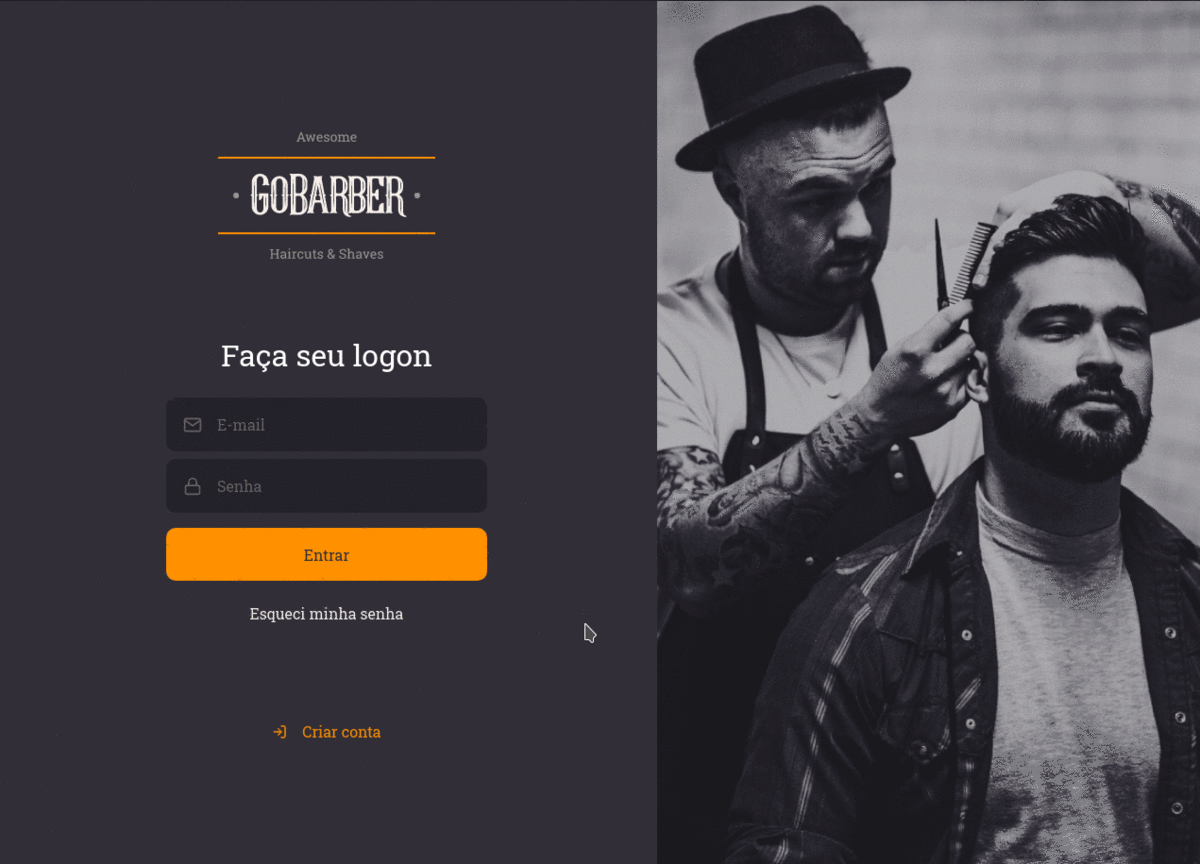 Awesome
GOBARBER
Haircuts & Shaves
Faça seu logon
E-mail
Senha
Entrar
Esqueci minha senha
Criar conta